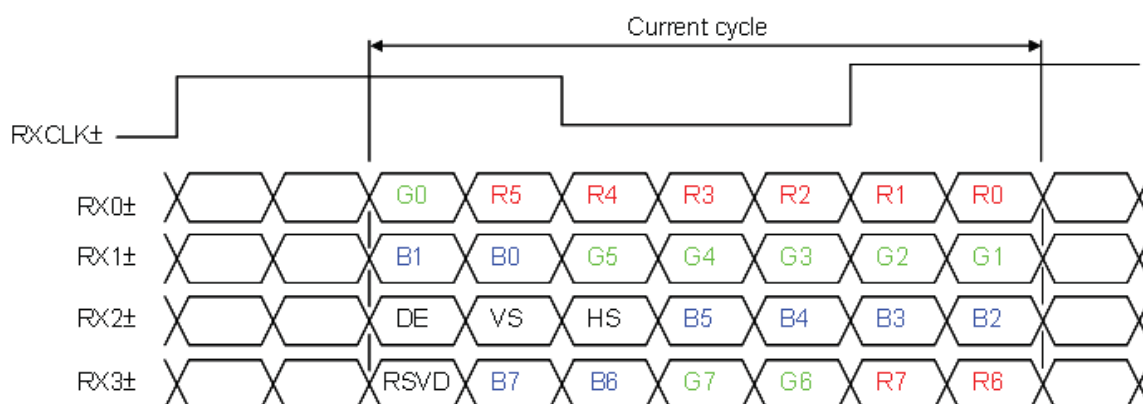 Current cycle
RXCLK±
RX0± G0 R5 R4 R3 R2 R1 R0
RX1± B1 B0 G5 G4 G3 G2 G1
RX2± DE VS HS B5 B4 B3 B2
RX3± RSVD B7 B6 G7 G6 R7 R6